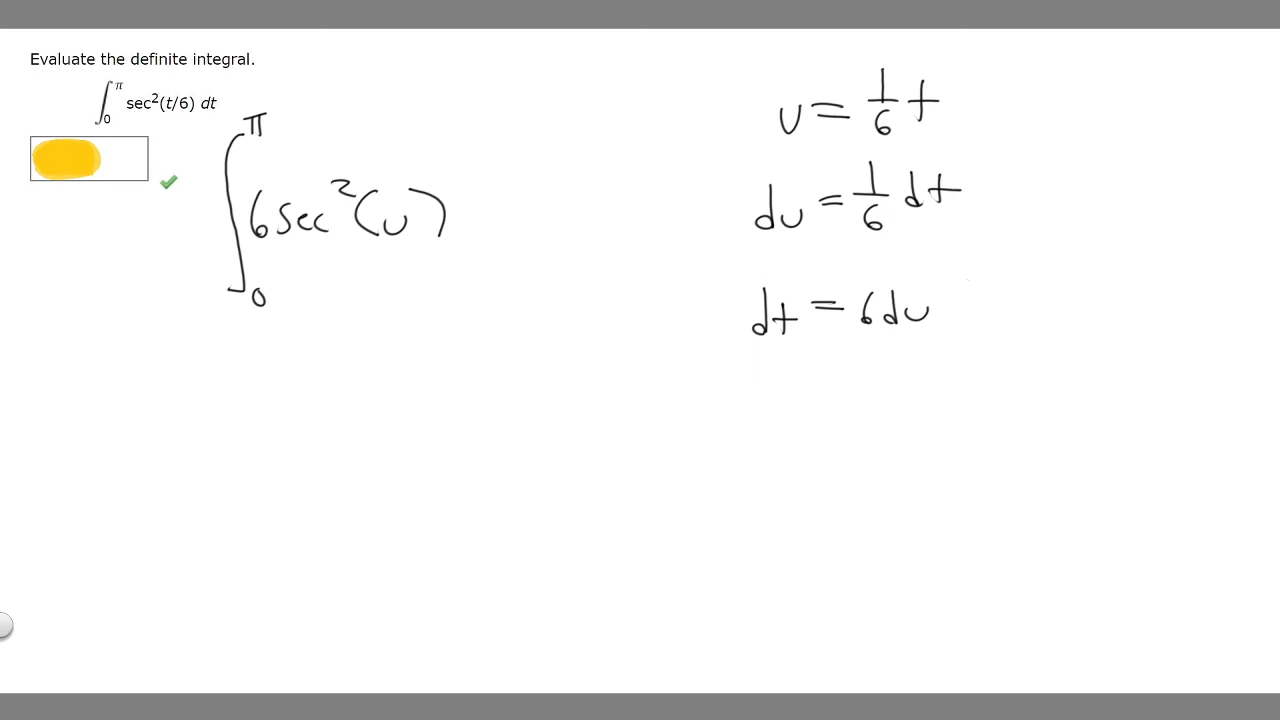 Evaluate the definite integral.
∫₀^π sec²(t/6) dt
∫₀^π 6sec²(u)
u = 1/6 t
du = 1/6 dt
dt = 6du